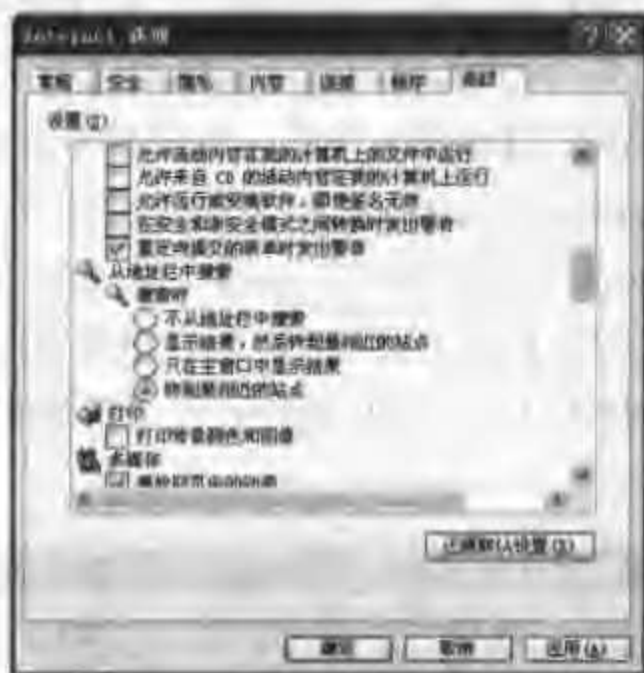 Internet 选项
常规 安全 隐私 内容 连接 程序 高级
设置(G)
允许活动内容在我的计算机上的文件中运行
允许来自 CD 的活动内容在我的计算机上运行
允许运行或安装软件，即使签名无效
在安全和非安全模式之间转换时发出警告
重定向提交的表单时发出警告
从地址栏中搜索
搜索时
不从地址栏中搜索
显示结果，然后转到最相近的站点
只在主窗口中显示结果
转到最相近的站点
打印
打印背景颜色和图像
多媒体
还原默认设置(R)
确定 取消 应用(A)